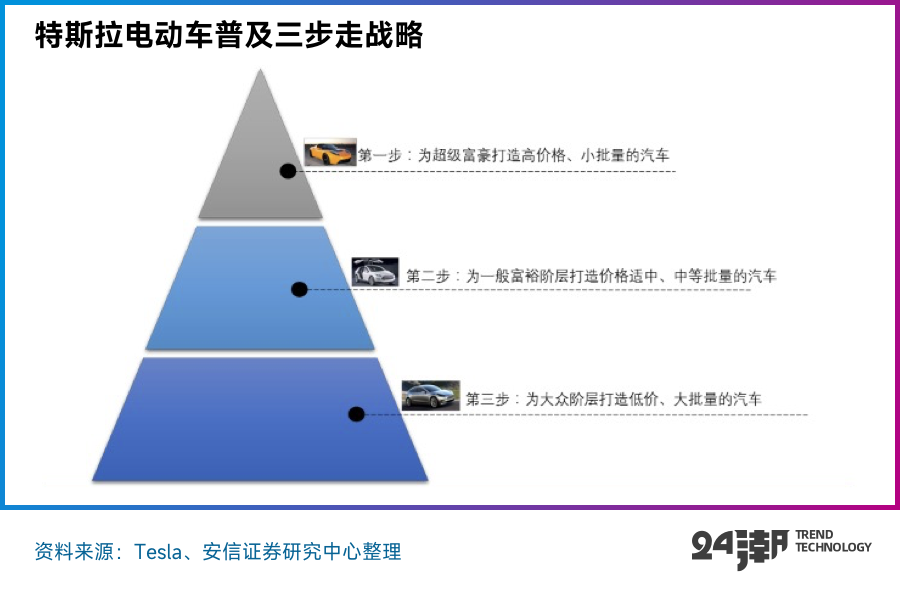 特斯拉电动车普及三步走战略
第一步：为超级富豪打造高价格、小批量的汽车
第二步：为一般富裕阶层打造价格适中、中等批量的汽车
第三步：为大众阶层打造低价、大批量的汽车
资料来源：Tesla、安信证券研究中心整理
24潮 TREND
TECHNOLOGY